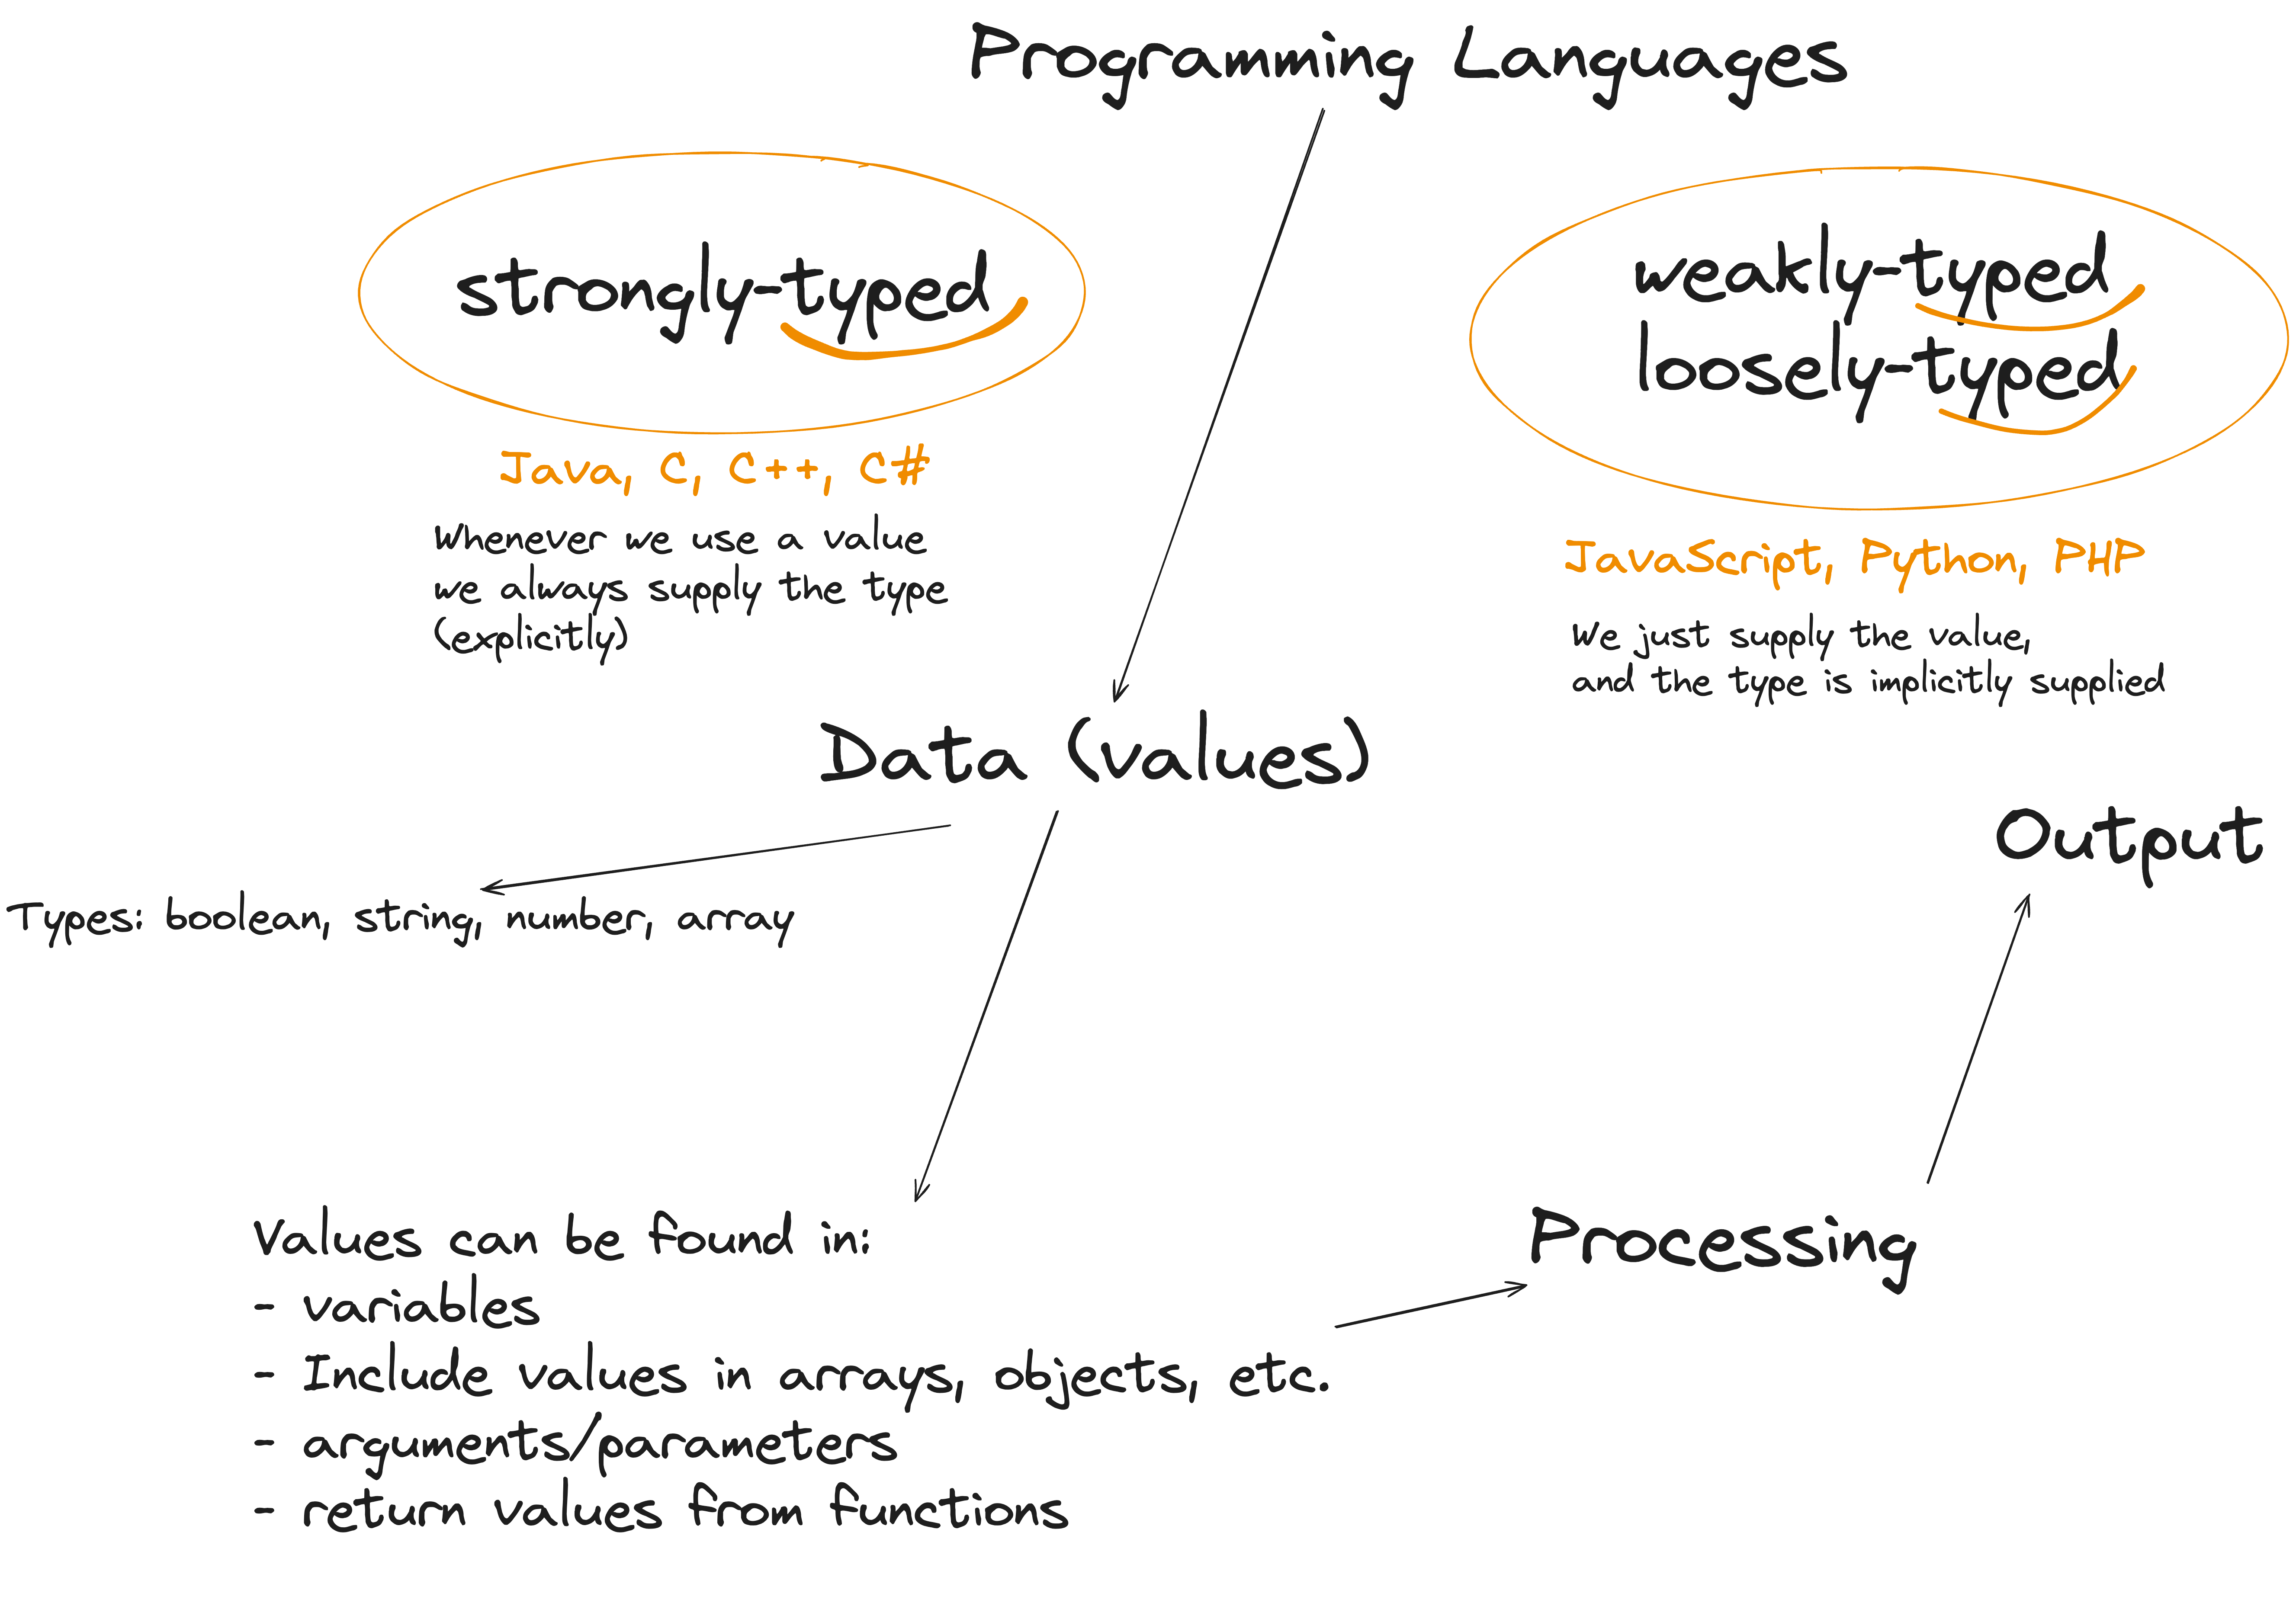 Programming Languages
strongly-typed
Java, C, C++, C#
Whenever we use a value
we always supply the type
(explicitly)
weakly-typed
loosely-typed
JavaScript, Python, PHP
We just supply the value,
and the type is implicitly supplied
Data (values)
Types: boolean, string, number, array
Output
Values can be found in:
- variables
- Include values in arrays, objects, etc.
- arguments/parameters
- return values from functions
Processing